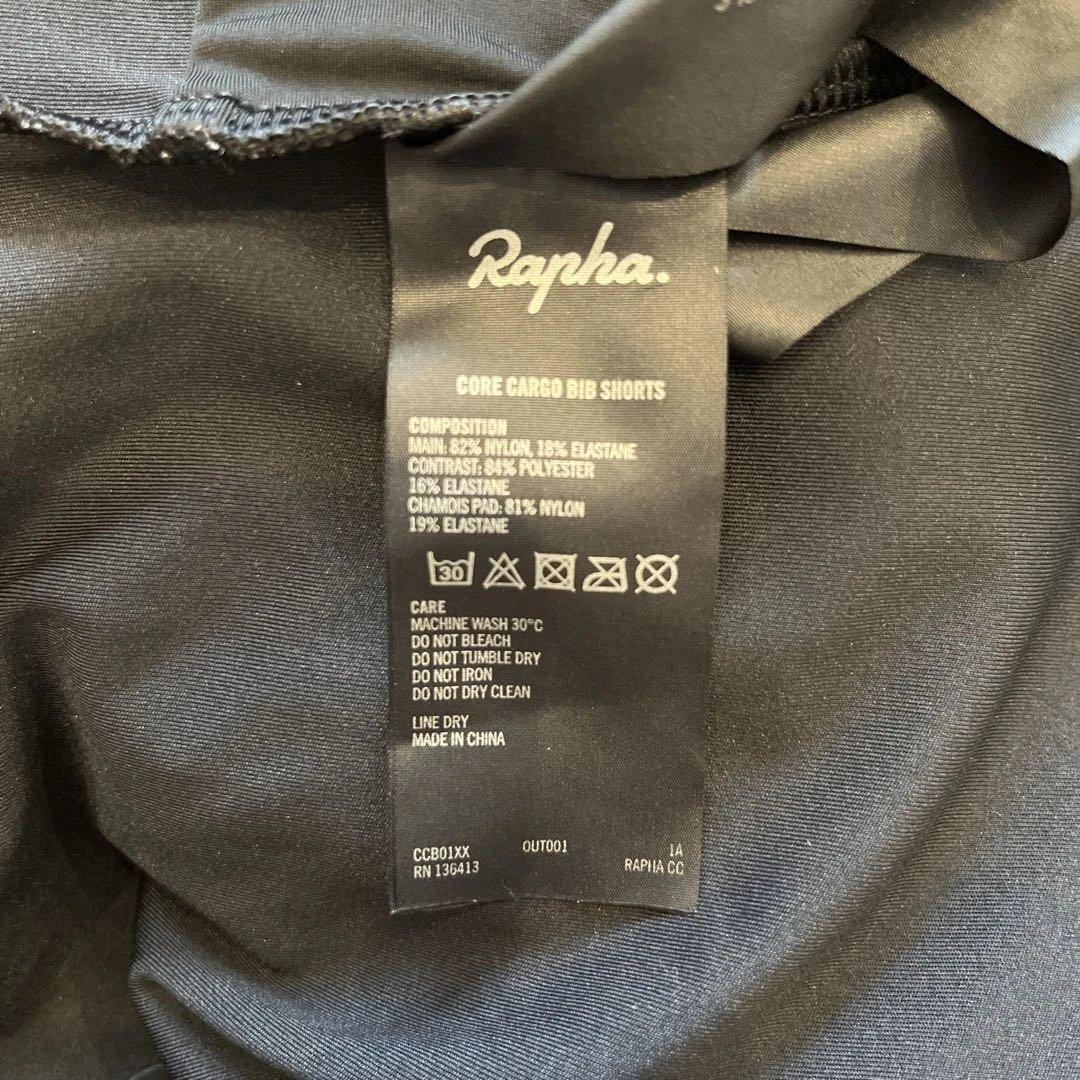 Rapha.
CORE CARGO BIB SHORTS
COMPOSITION
MAIN: 82% NYLON, 18% ELASTANE
CONTRAST: 84% POLYESTER
16% ELASTANE
CHAMOIS PAD: 81% NYLON
19% ELASTANE
30
CARE
MACHINE WASH 30°C
DO NOT BLEACH
DO NOT TUMBLE DRY
DO NOT IRON
DO NOT DRY CLEAN
LINE DRY
MADE IN CHINA
CCB01XX OUT001 1A
RN 136413 RAPHA CC